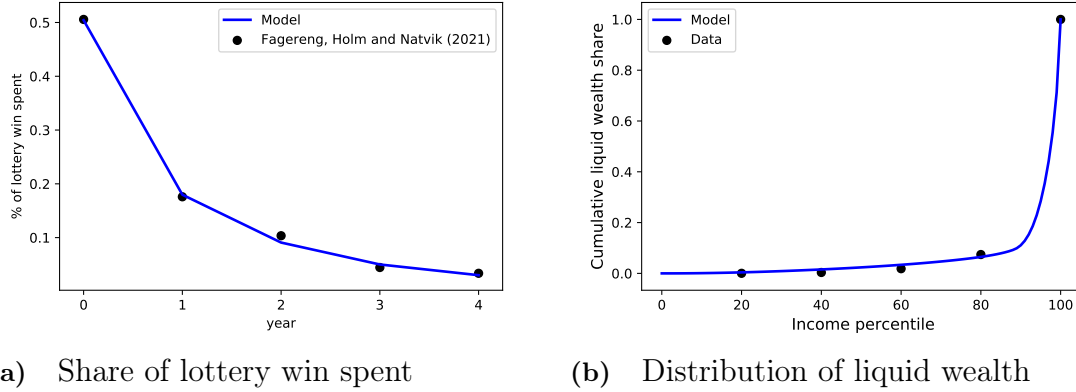 0.5
0.4
0.3
0.2
0.1
0
1
2
3
4
% of lottery win spent
year
Model
Fagereng, Holm and Natvik (2021)
a) Share of lottery win spent
1.0
0.8
0.6
0.4
0.2
0.0
0
20
40
60
80
100
Cumulative liquid wealth share
Income percentile
Model
Data
(b) Distribution of liquid wealth